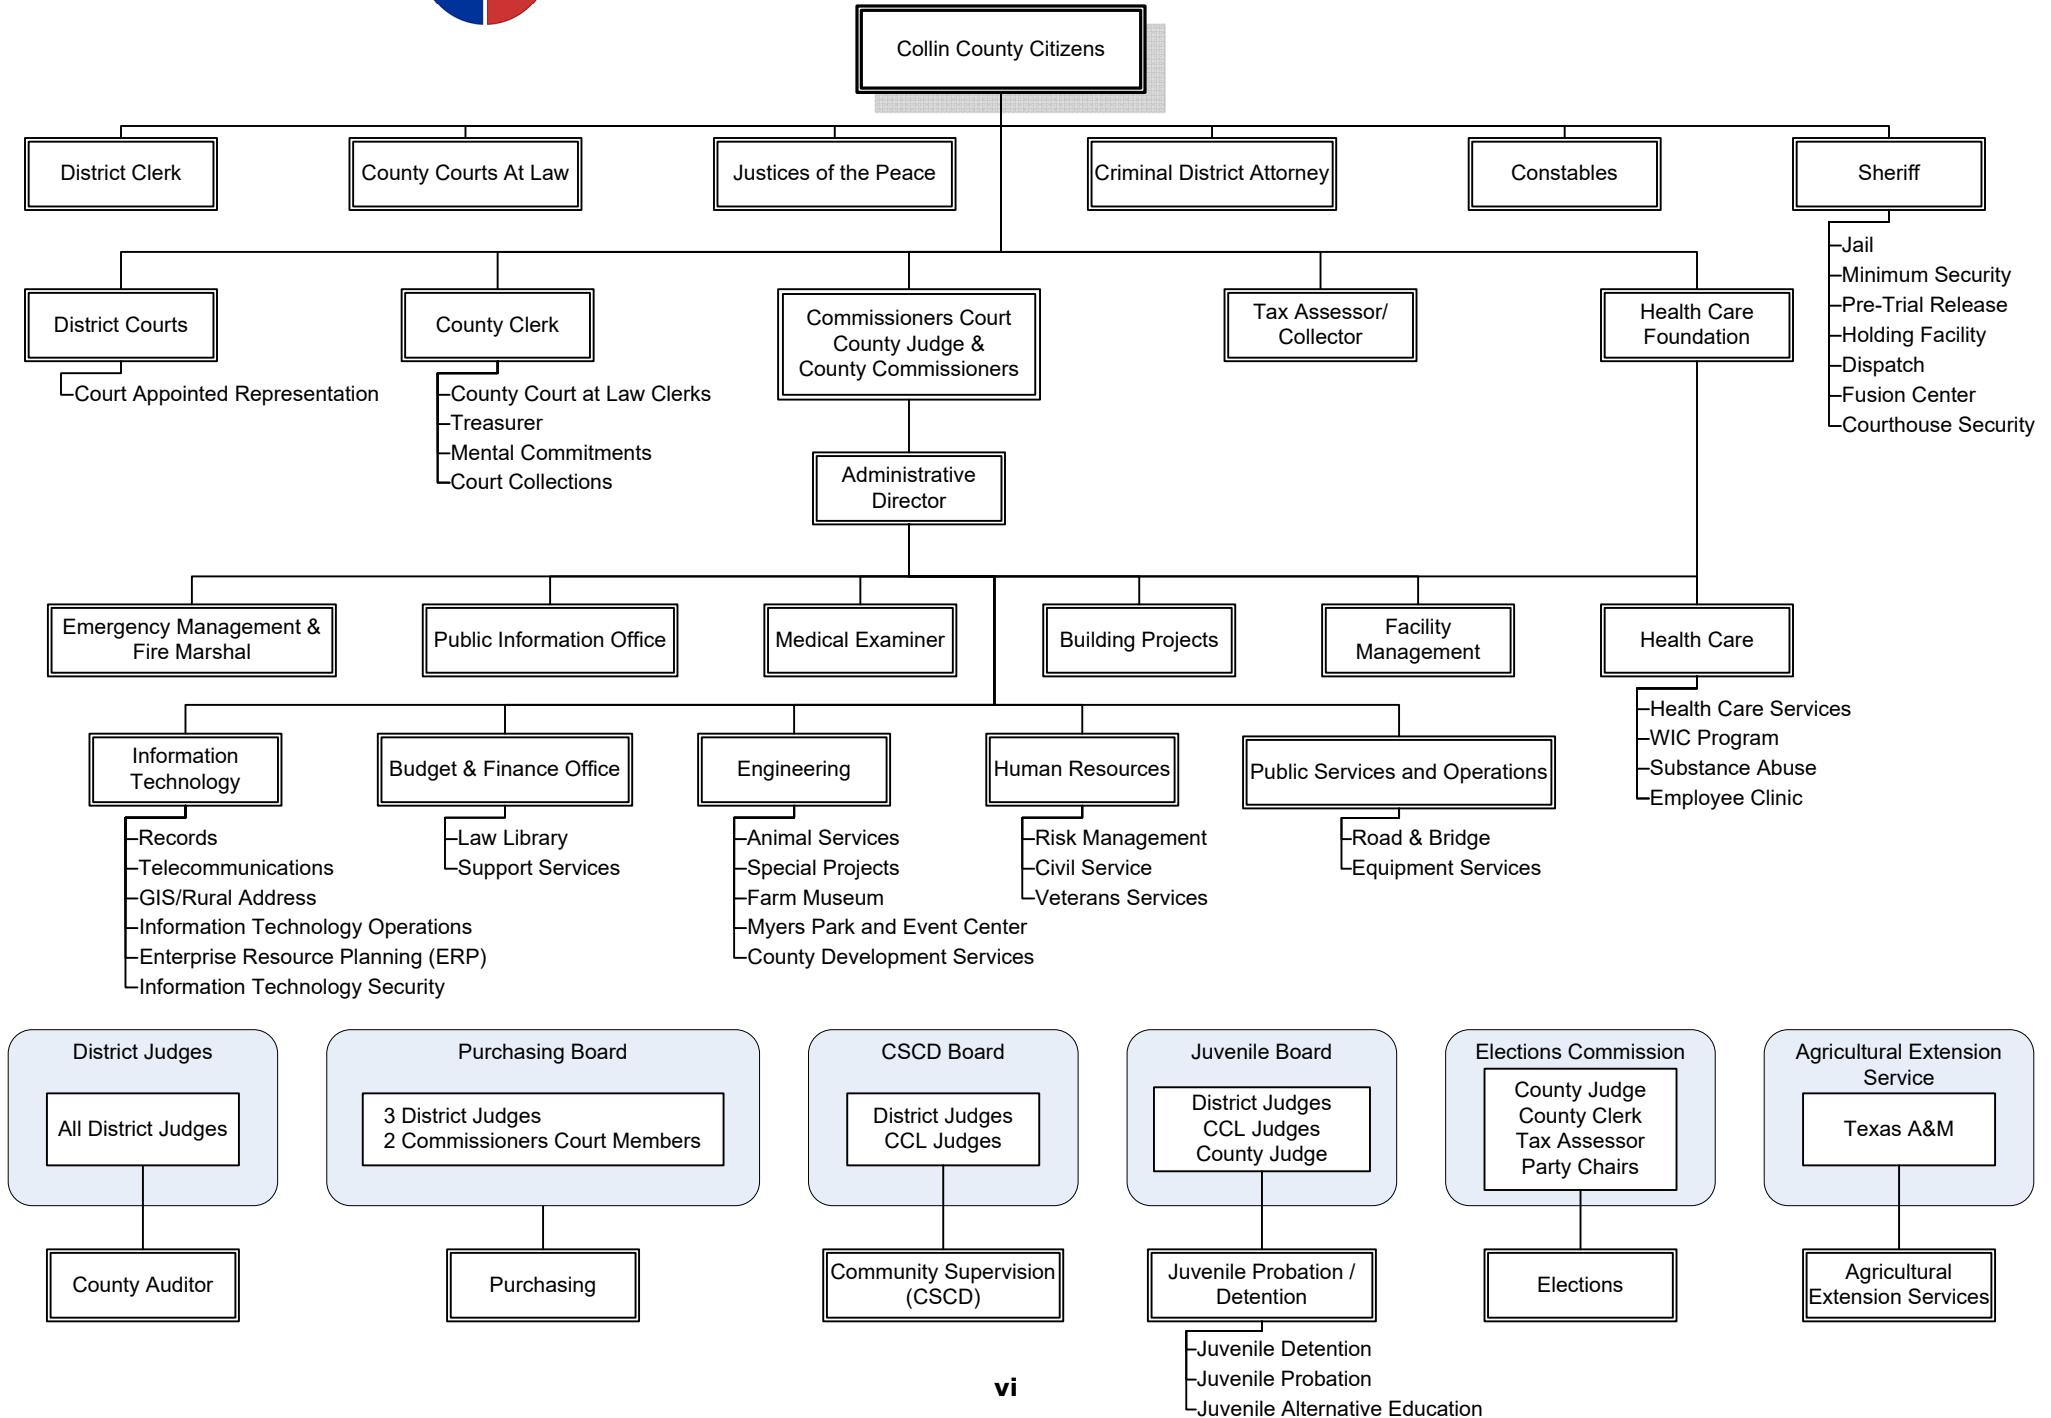 Collin County Citizens
District Clerk
County Courts At Law
Justices of the Peace
Criminal District Attorney
Constables
Sheriff
Jail
Minimum Security
Pre-Trial Release
Holding Facility
Dispatch
Fusion Center
Courthouse Security
District Courts
Court Appointed Representation
County Clerk
County Court at Law Clerks
Treasurer
Mental Commitments
Court Collections
Commissioners Court
County Judge &
County Commissioners
Tax Assessor/
Collector
Health Care
Foundation
Administrative
Director
Emergency Management &
Fire Marshal
Public Information Office
Medical Examiner
Building Projects
Facility
Management
Health Care
Health Care Services
WIC Program
Substance Abuse
Employee Clinic
Information
Technology
Records
Telecommunications
GIS/Rural Address
Information Technology Operations
Enterprise Resource Planning (ERP)
Information Technology Security
Budget & Finance Office
Law Library
Support Services
Engineering
Animal Services
Special Projects
Farm Museum
Myers Park and Event Center
County Development Services
Human Resources
Risk Management
Civil Service
Veterans Services
Public Services and Operations
Road & Bridge
Equipment Services
District Judges
All District Judges
County Auditor
Purchasing Board
3 District Judges
2 Commissioners Court Members
Purchasing
CSCD Board
District Judges
CCL Judges
Community Supervision
(CSCD)
Juvenile Board
District Judges
CCL Judges
County Judge
Juvenile Probation /
Detention
Juvenile Detention
Juvenile Probation
Juvenile Alternative Education
Elections Commission
County Judge
County Clerk
Tax Assessor
Party Chairs
Elections
Agricultural Extension
Service
Texas A&M
Agricultural
Extension Services
vi